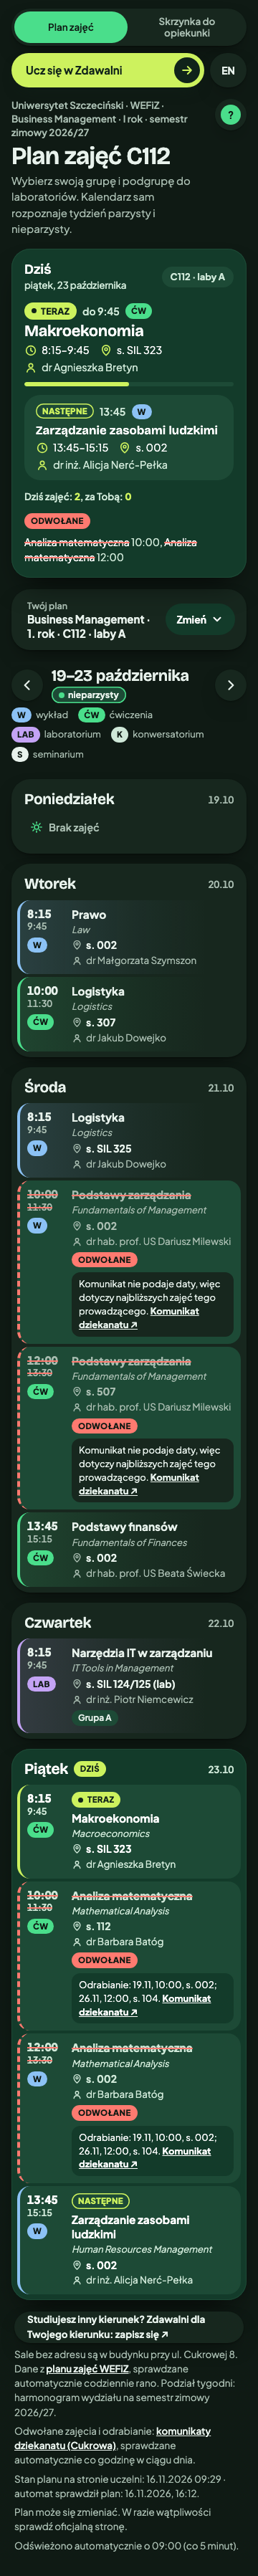 Plan zajęć
Skrzynka do
opiekunki
Ucz się w Zdawalni
EN
Uniwersytet Szczeciński · WEFiZ ·
Business Management · I rok · semestr
zimowy 2026/27
?
Plan zajęć C112
Wybierz swoją grupę i podgrupę do
laboratoriów. Kalendarz sam
rozpoznaje tydzień parzysty i
nieparzysty.
Dziś
piątek, 23 października
C112 · laby A
TERAZ do 9:45 ĆW
Makroekonomia
8:15–9:45 s. SIL 323
dr Agnieszka Bretyn
NASTĘPNE 13:45 W
Zarządzanie zasobami ludzkimi
13:45–15:15 s. 002
dr inż. Alicja Nerć-Pełka
Dziś zajęć: 2, za Tobą: 0
ODWOŁANE
Analiza matematyczna 10:00, Analiza
matematyczna 12:00
Twój plan
Business Management ·
1. rok · C112 · laby A
Zmień
19–23 października
nieparzysty
W wykład ĆW ćwiczenia
LAB laboratorium K konwersatorium
S seminarium
Poniedziałek 19.10
Brak zajęć
Wtorek 20.10
8:15 Prawo
9:45 Law
W s. 002
dr Małgorzata Szymson
10:00 Logistyka
11:30 Logistics
ĆW s. 307
dr Jakub Dowejko
Środa 21.10
8:15 Logistyka
9:45 Logistics
W s. SIL 325
dr Jakub Dowejko
10:00 Podstawy zarządzania
11:30 Fundamentals of Management
W s. 002
dr hab. prof. US Dariusz Milewski
ODWOŁANE
Komunikat nie podaje daty, więc
dotyczy najbliższych zajęć tego
prowadzącego. Komunikat
dziekanatu ↗
12:00 Podstawy zarządzania
13:30 Fundamentals of Management
ĆW s. 507
dr hab. prof. US Dariusz Milewski
ODWOŁANE
Komunikat nie podaje daty, więc
dotyczy najbliższych zajęć tego
prowadzącego. Komunikat
dziekanatu ↗
13:45 Podstawy finansów
15:15 Fundamentals of Finances
ĆW s. 002
dr hab. prof. US Beata Świecka
Czwartek 22.10
8:15 Narzędzia IT w zarządzaniu
9:45 IT Tools in Management
LAB s. SIL 124/125 (lab)
dr inż. Piotr Niemcewicz
Grupa A
Piątek DZIŚ 23.10
8:15 TERAZ
9:45 Makroekonomia
ĆW Macroeconomics
s. SIL 323
dr Agnieszka Bretyn
10:00 Analiza matematyczna
11:30 Mathematical Analysis
ĆW s. 112
dr Barbara Batóg
ODWOŁANE
Odrabianie: 19.11, 10:00, s. 002;
26.11, 12:00, s. 104. Komunikat
dziekanatu ↗
12:00 Analiza matematyczna
13:30 Mathematical Analysis
W s. 002
dr Barbara Batóg
ODWOŁANE
Odrabianie: 19.11, 10:00, s. 002;
26.11, 12:00, s. 104. Komunikat
dziekanatu ↗
13:45 NASTĘPNE
15:15 Zarządzanie zasobami
W ludzkimi
Human Resources Management
s. 002
dr inż. Alicja Nerć-Pełka
Studiujesz inny kierunek? Zdawalni dla
Twojego kierunku: zapisz się ↗
Sale bez adresu są w budynku przy ul. Cukrowej 8.
Dane z planu zajęć WEFiZ, sprawdzane
automatycznie codziennie rano. Podział tygodni:
harmonogram wydziału na semestr zimowy
2026/27.
Odwołane zajęcia i odrabianie: komunikaty
dziekanatu (Cukrowa), sprawdzane
automatycznie co godzinę w ciągu dnia.
Stan planu na stronie uczelni: 16.11.2026 09:29 ·
automat sprawdził plan: 16.11.2026, 16:12.
Plan może się zmieniać. W razie wątpliwości
sprawdź oficjalną stronę.
Odświeżono automatycznie o 09:00 (co 5 minut).